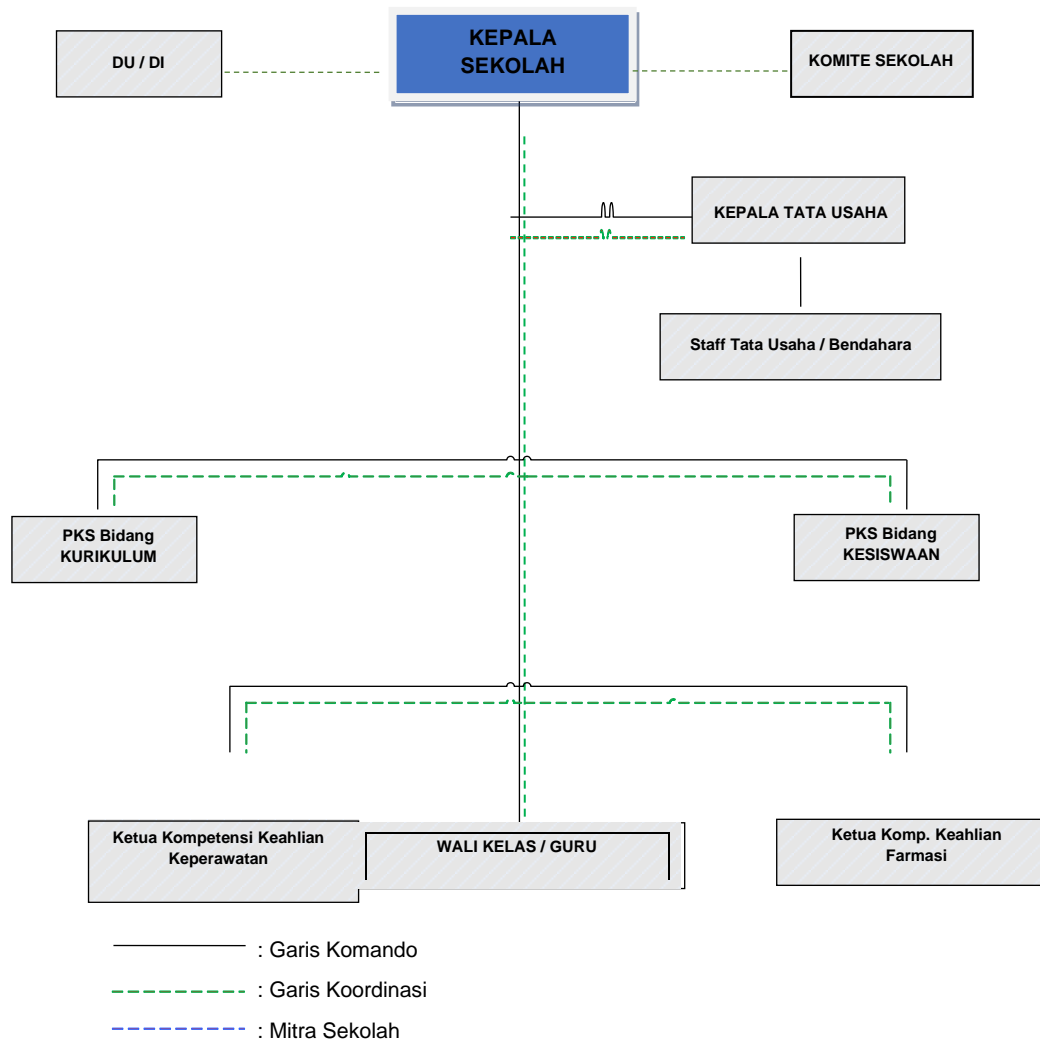 KEPALA
SEKOLAH
DU / DI
KOMITE SEKOLAH
KEPALA TATA USAHA
Staff Tata Usaha / Bendahara
PKS Bidang
KURIKULUM
PKS Bidang
KESISWAAN
Ketua Kompetensi Keahlian
Keperawatan
WALI KELAS / GURU
Ketua Komp. Keahlian
Farmasi
: Garis Komando
: Garis Koordinasi
: Mitra Sekolah